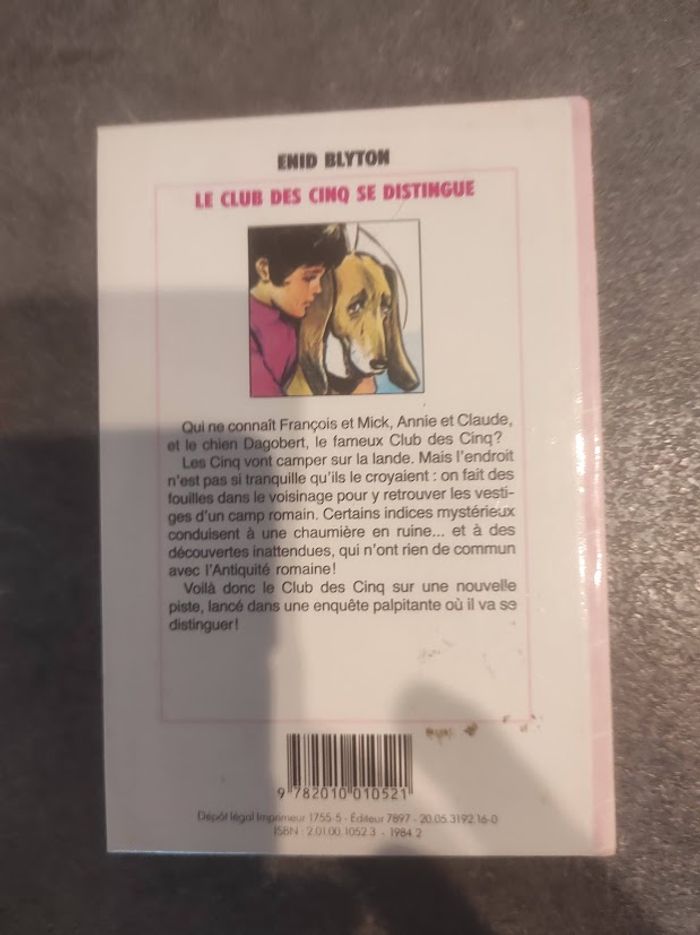 ENID BLYTON
LE CLUB DES CINQ SE DISTINGUE
Qui ne connaît François et Mick, Annie et Claude,
et le chien Dagobert, le fameux Club des Cinq?
Les Cinq vont camper sur la lande. Mais l'endroit
n'est pas si tranquille qu'ils le croyaient : on fait des
fouilles dans le voisinage pour y retrouver les vesti-
ges d'un camp romain. Certains indices mystérieux
conduisent à une chaumière en ruine... et à des
découvertes inattendues, qui n'ont rien de commun
avec l'Antiquité romaine!
Voilà donc le Club des Cinq sur une nouvelle
piste, lancé dans une enquête palpitante où il va se
distinguer!
9 782010 010521
Dépôt légal Imprimeur 1755-5 - Éditeur 7897 - 20.05.3192.16-0
ISBN : 2.01.00.1052.3 - 1984.2